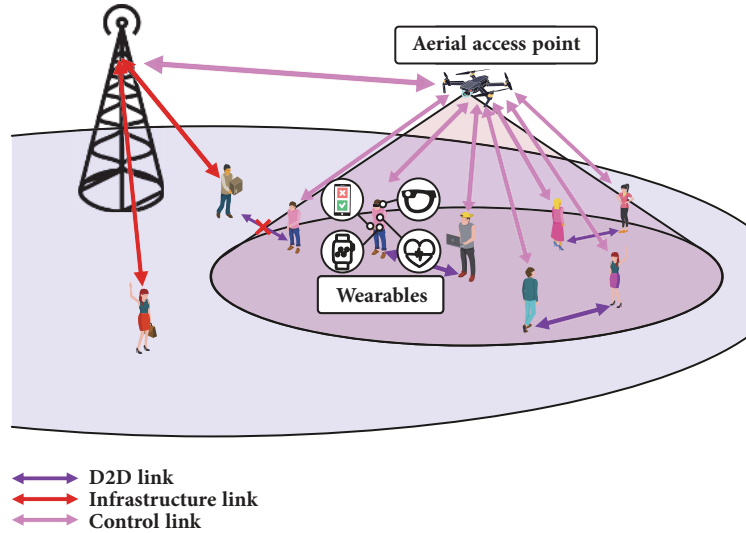 Aerial access point
Wearables
D2D link
Infrastructure link
Control link